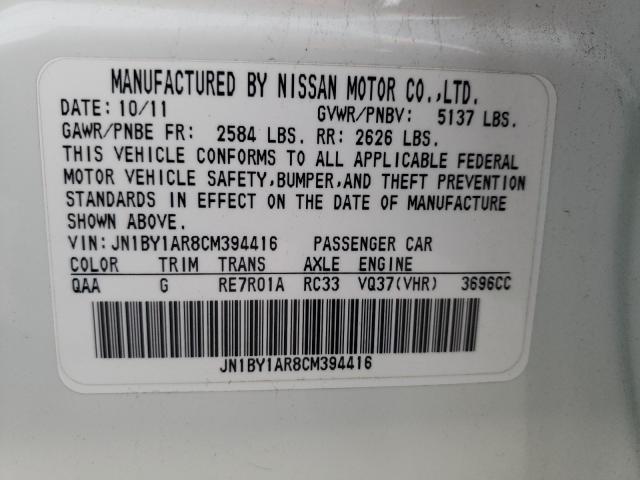 MANUFACTURED BY NISSAN MOTOR CO.,LTD.
DATE: 10/11 GVWR/PNBV: 5137 LBS.
GAWR/PNBE FR: 2584 LBS. RR: 2626 LBS.
THIS VEHICLE CONFORMS TO ALL APPLICABLE FEDERAL
MOTOR VEHICLE SAFETY,BUMPER,AND THEFT PREVENTION
STANDARDS IN EFFECT ON THE DATE OF MANUFACTURE
SHOWN ABOVE.
VIN: JN1BY1AR8CM394416 PASSENGER CAR
COLOR TRIM TRANS AXLE ENGINE
QAA G RE7R01A RC33 VQ37(VHR) 3696CC
JN1BY1AR8CM394416